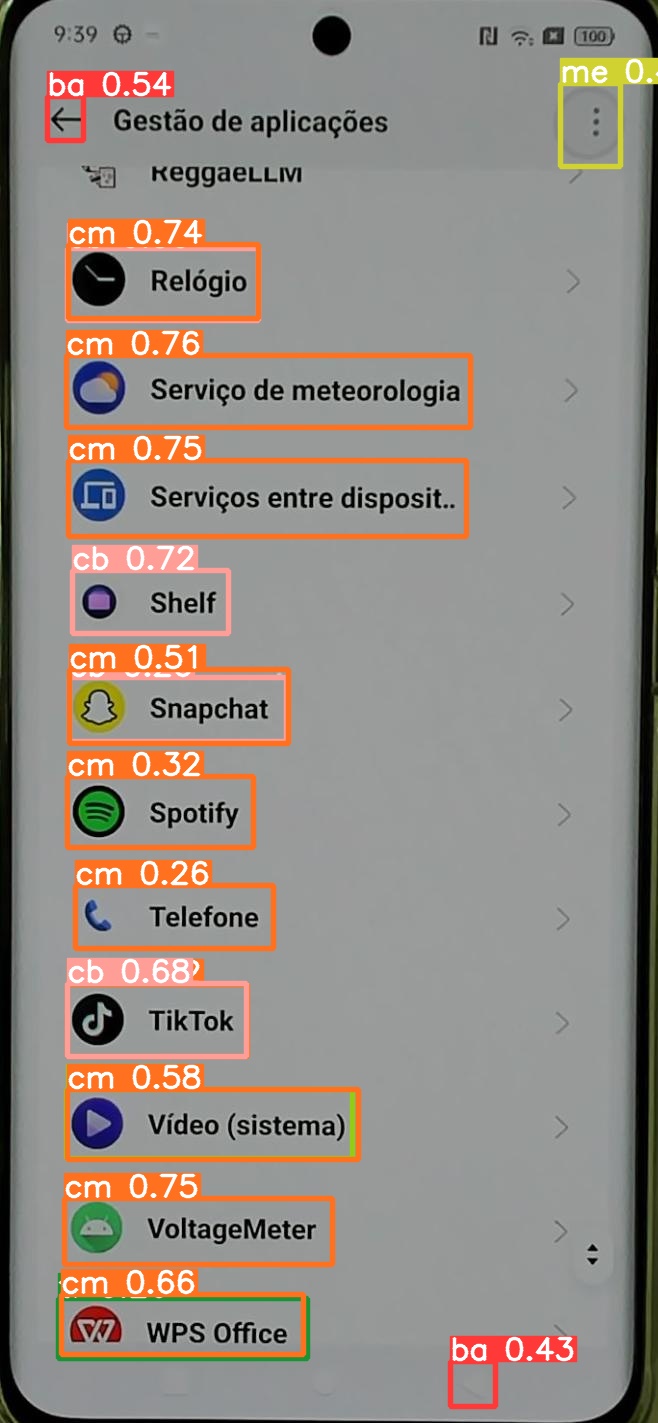 9:39 100
ba 0.54
me 0.
Gestão de aplicações
ReggaeLLM
cm 0.74
Relógio
cm 0.76
Serviço de meteorologia
cm 0.75
Serviços entre disposit..
cb 0.72
Shelf
cm 0.51
Snapchat
cm 0.32
Spotify
cm 0.26
Telefone
cb 0.68
TikTok
cm 0.58
Vídeo (sistema)
cm 0.75
VoltageMeter
cm 0.66
WPS Office
ba 0.43